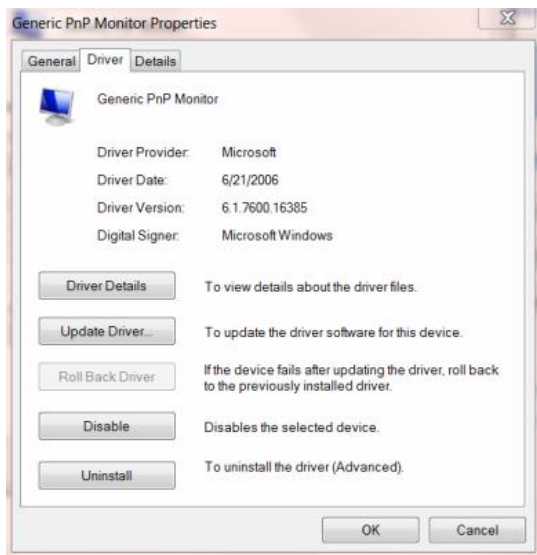 Generic PnP Monitor Properties
General Driver Details
Generic PnP Monitor
Driver Provider: Microsoft
Driver Date: 6/21/2006
Driver Version: 6.1.7600.16385
Digital Signer: Microsoft Windows
Driver Details To view details about the driver files.
Update Driver... To update the driver software for this device.
Roll Back Driver If the device fails after updating the driver, roll back
to the previously installed driver.
Disable Disables the selected device.
Uninstall To uninstall the driver (Advanced).
OK Cancel